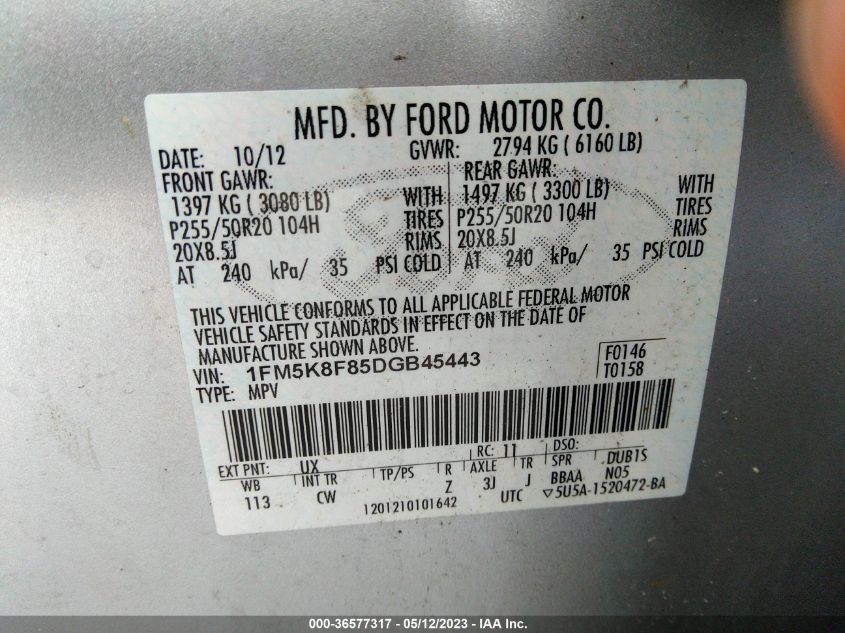 MFD. BY FORD MOTOR CO.
DATE: 10/12 GVWR: 2794 KG ( 6160 LB)
FRONT GAWR: REAR GAWR:
1397 KG ( 3080 LB) WITH 1497 KG ( 3300 LB) WITH
P255/50R20 104H TIRES P255/50R20 104H TIRES
20X8.5J RIMS 20X8.5J RIMS
AT 240 kPa/ 35 PSI COLD AT 240 kPa/ 35 PSI COLD
THIS VEHICLE CONFORMS TO ALL APPLICABLE FEDERAL MOTOR
VEHICLE SAFETY STANDARDS IN EFFECT ON THE DATE OF
MANUFACTURE SHOWN ABOVE.
VIN: 1FM5K8F85DGB45443 F0146
TYPE: MPV T0158
EXT PNT: UX RC: 11 DSO:
WB INT TR TP/PS R AXLE TR SPR DUB1S
113 CW Z 3J J BBAA N05
1201210101642 UTC ▽5U5A-1520472-BA
000-36577317 - 05/12/2023 - IAA Inc.